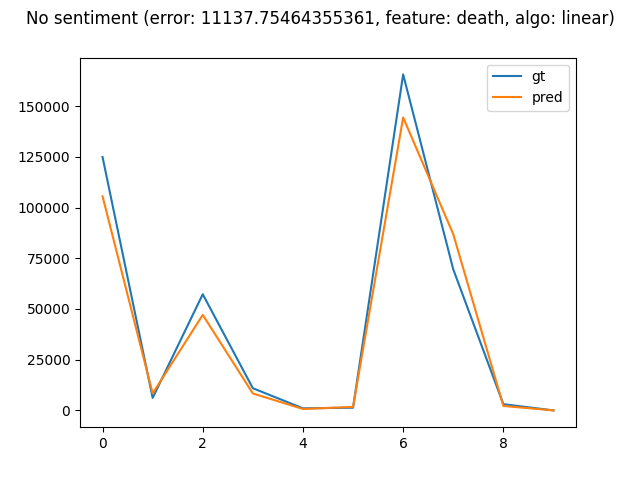 No sentiment (error: 11137.75464355361, feature: death, algo: linear)
gt
pred
150000
125000
100000
75000
50000
25000
0
0 2 4 6 8